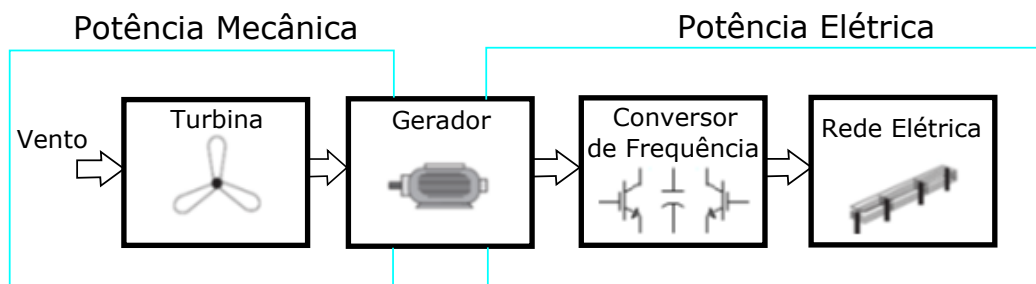 Potência Mecânica
Potência Elétrica
Vento
Turbina
Gerador
Conversor
de Frequência
Rede Elétrica